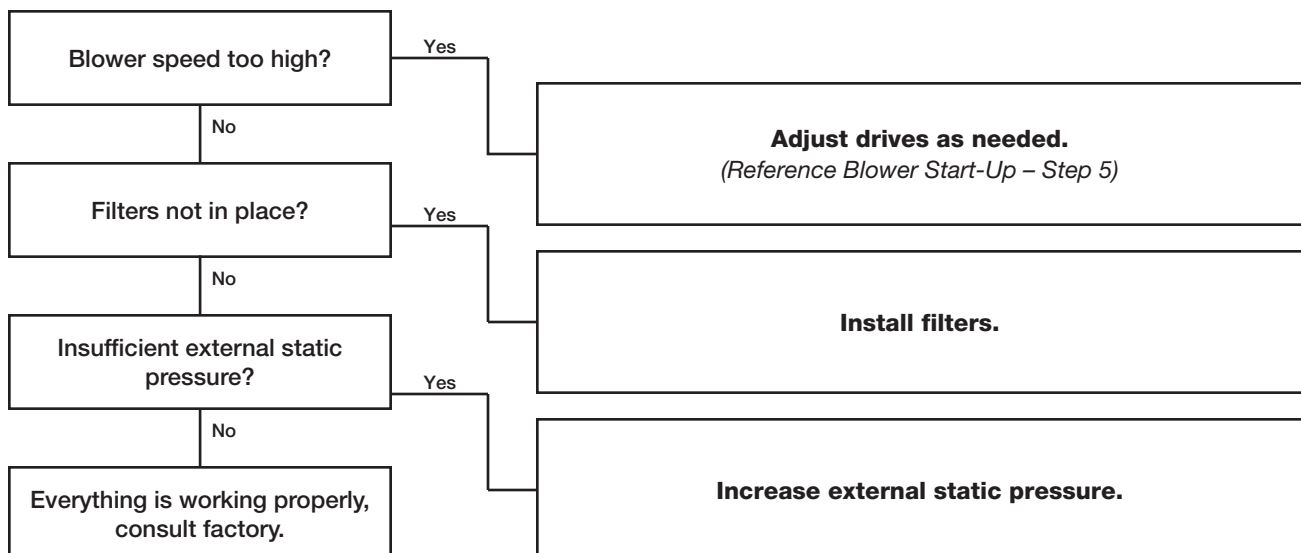 Blower speed too high?
Yes
Adjust drives as needed.
(Reference Blower Start-Up – Step 5)
No
Filters not in place?
Yes
Install filters.
No
Insufficient external static
pressure?
Yes
Increase external static pressure.
No
Everything is working properly,
consult factory.